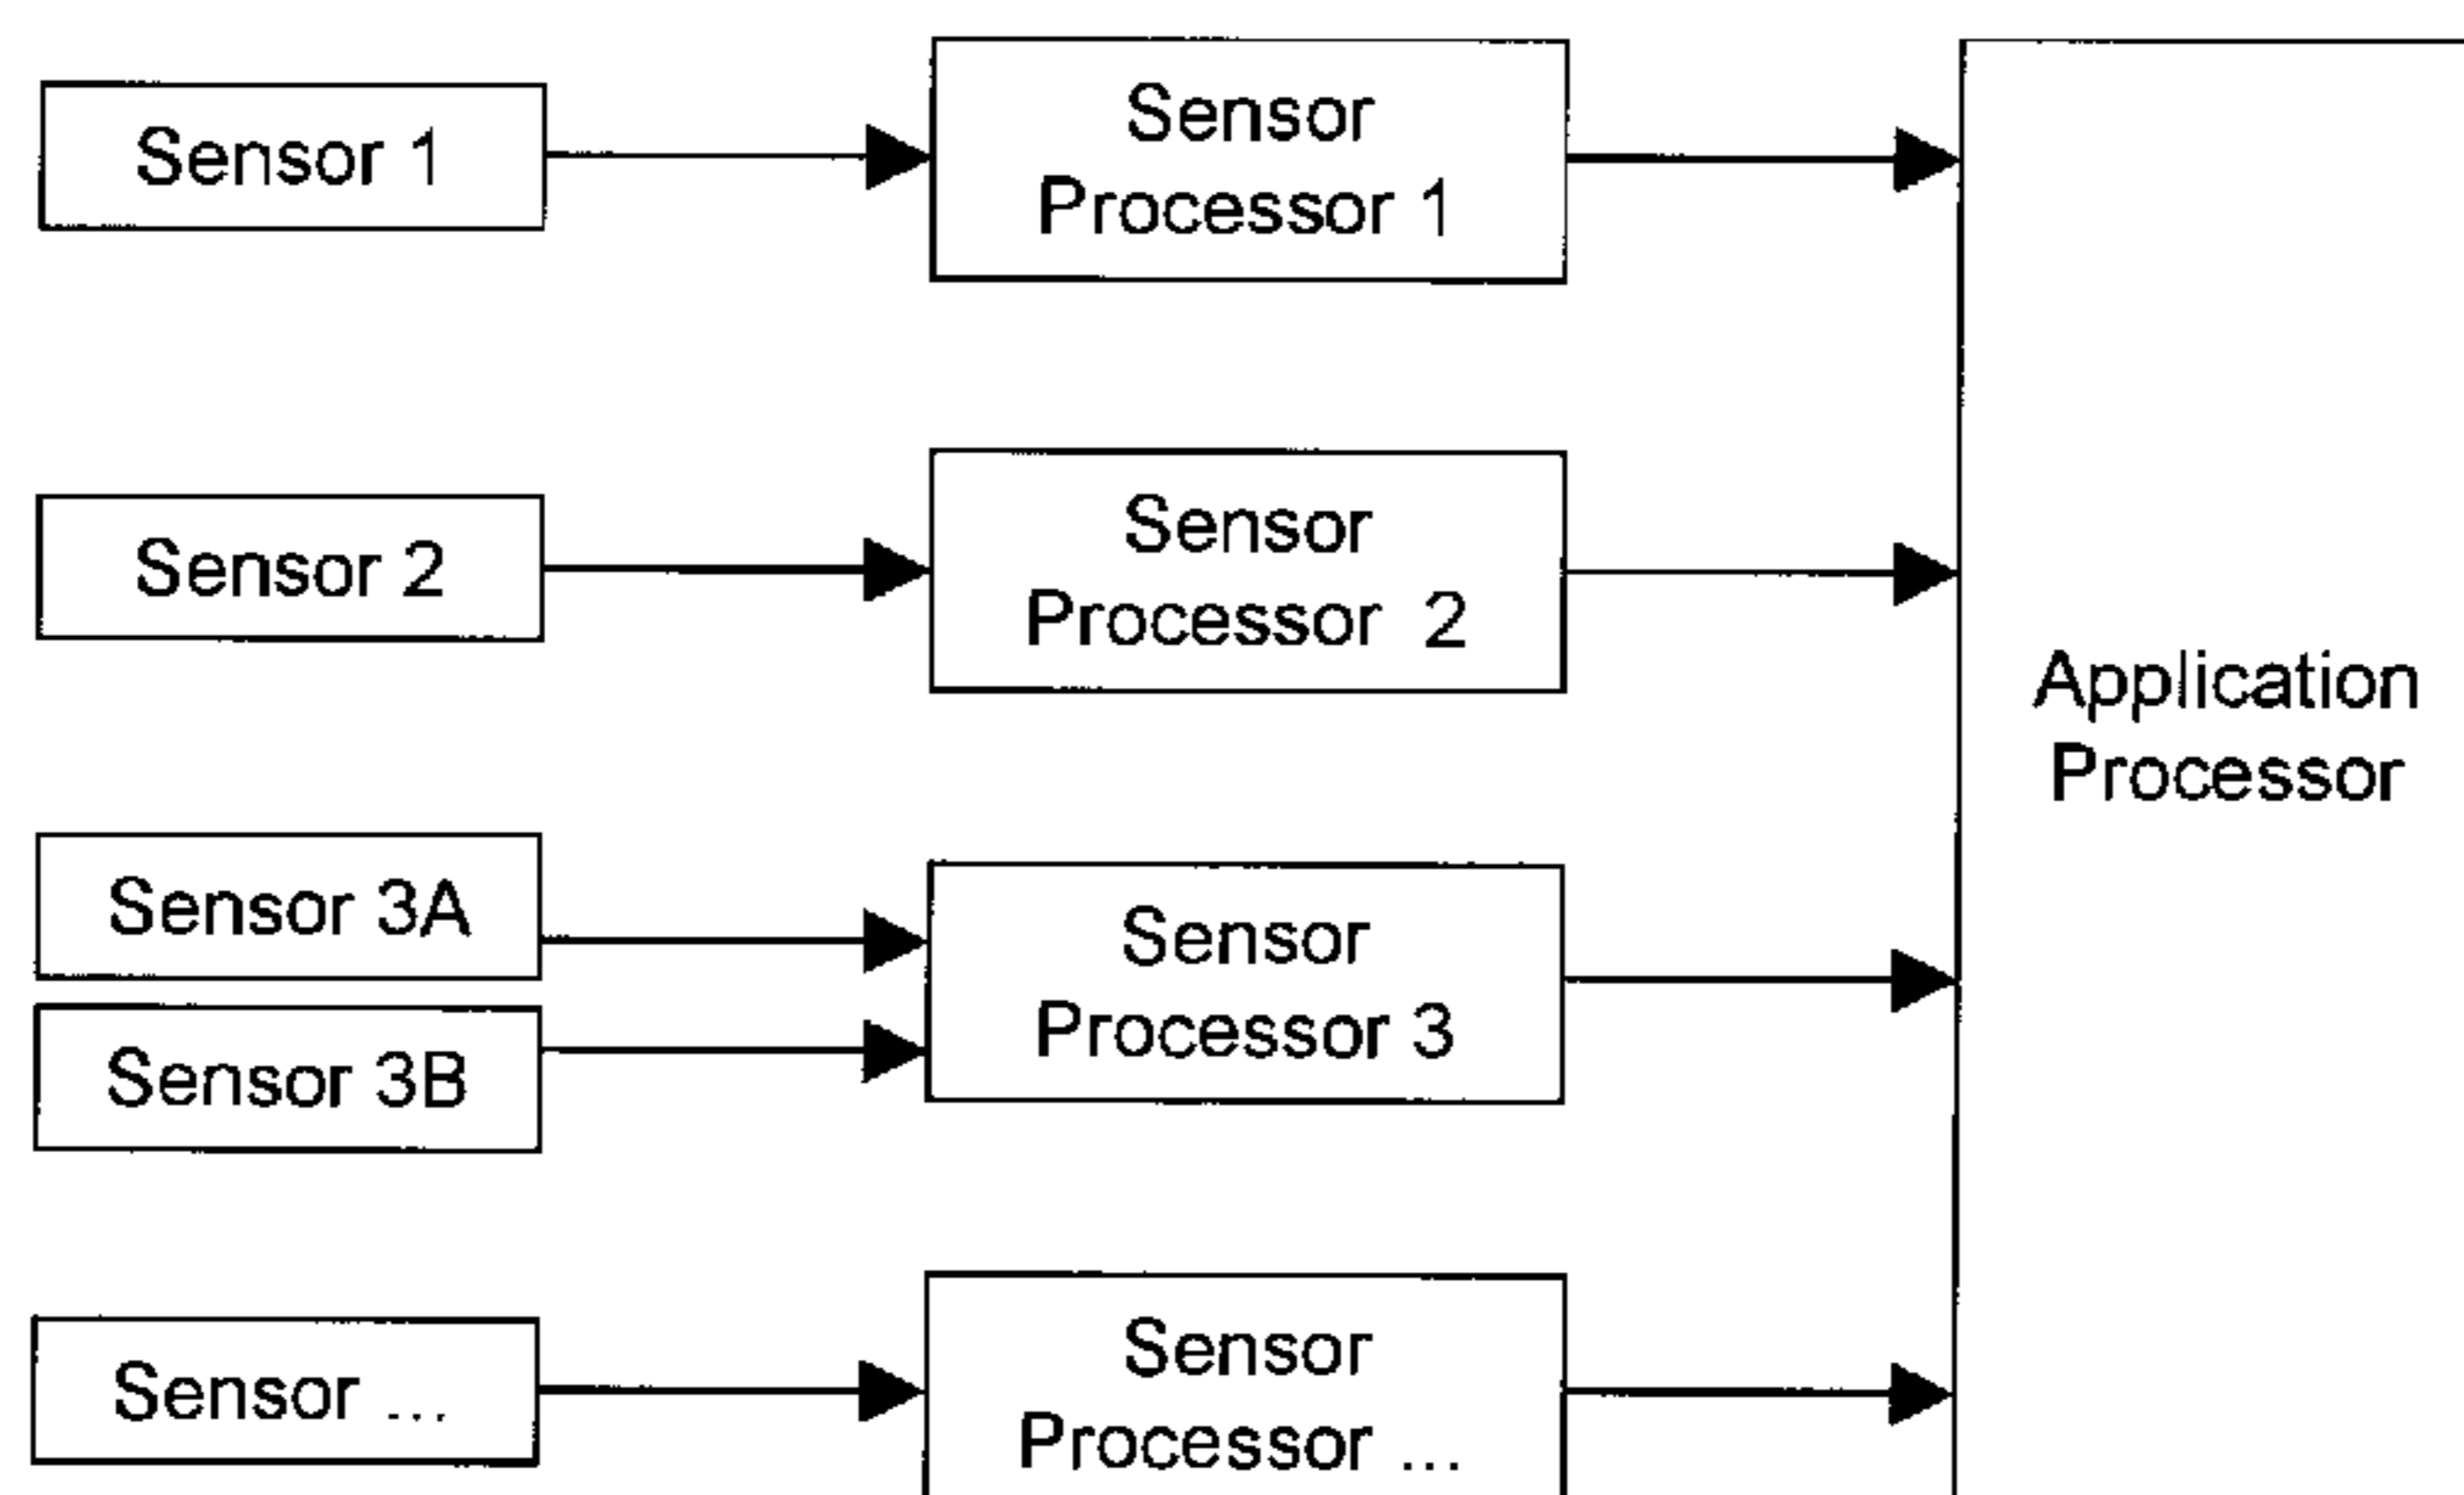 Sensor 1
Sensor
Processor 1
Sensor 2
Sensor
Processor 2
Application
Processor
Sensor 3A
Sensor 3B
Sensor
Processor 3
Sensor ...
Sensor
Processor ...